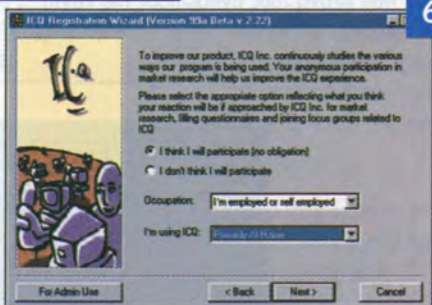 6
ICQ Registration Wizard (Version 99a Beta v 2.22)
ICQ
To improve our product, ICQ Inc. continuously studies the various
ways our program is being used. Your anonymous participation in
market research will help us improve the ICQ experience.
Please select the appropriate option reflecting what you think
your reaction will be if approached by ICQ Inc. for market
research, filling questionnaires and joining focus groups related to
ICQ
I think I will participate (no obligation)
I don't think I will participate
Occupation: I'm employed or self employed
I'm using ICQ: Primarily At Home
For Admin Use
< Back
Next >
Cancel